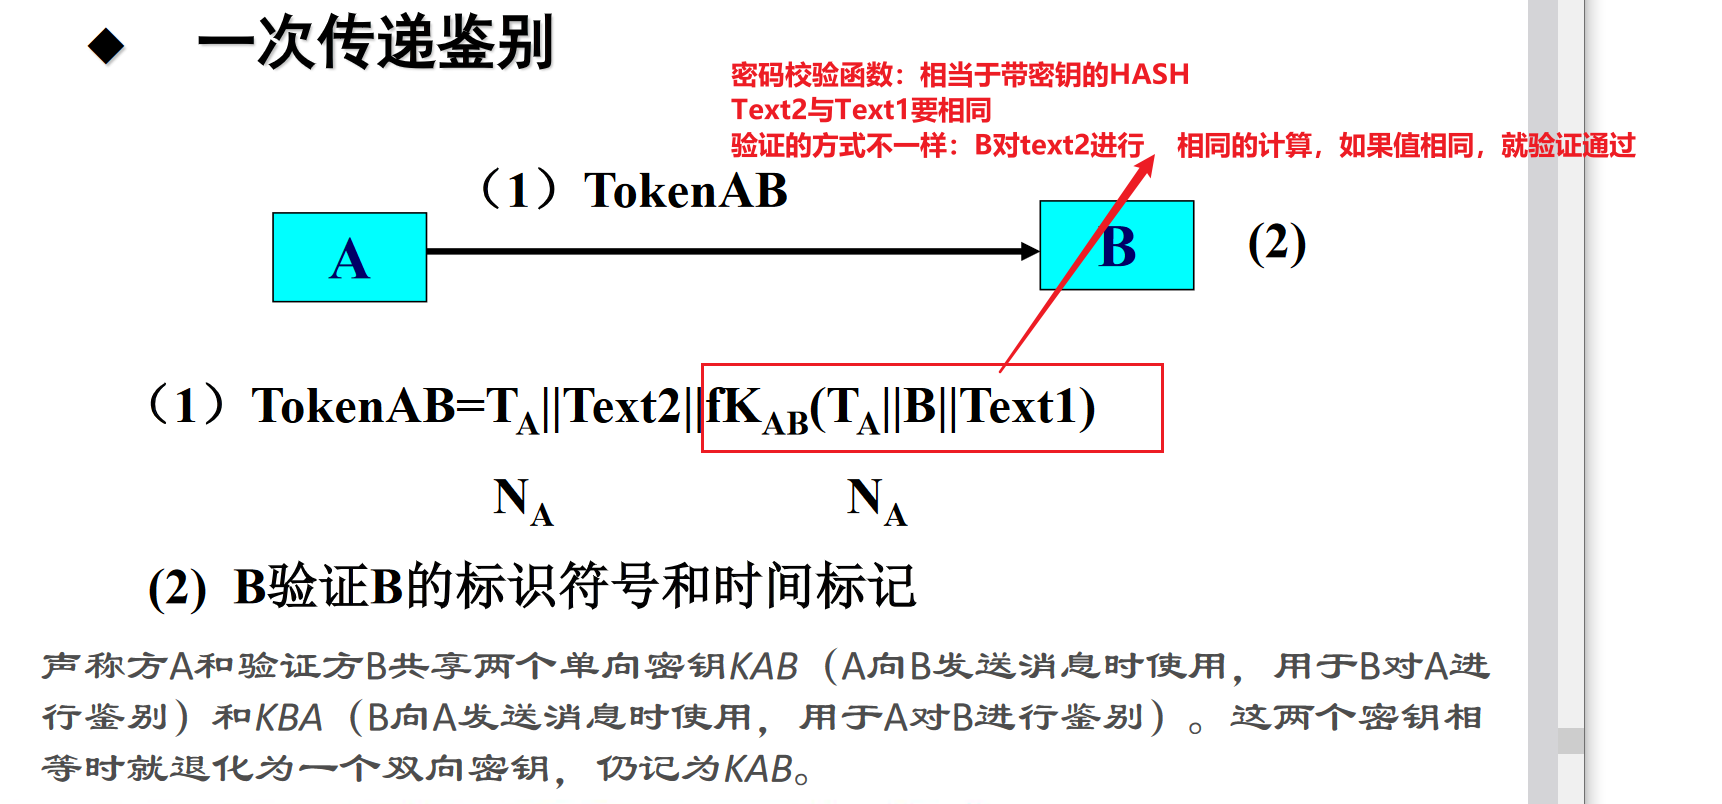 ◆ 一次传递鉴别
密码校验函数：相当于带密钥的HASH
Text2与Text1要相同
验证的方式不一样：B对text2进行 相同的计算，如果值相同，就验证通过
（1）TokenAB
A
B
(2)
（1）TokenAB=TA||Text2||fKAB(TA||B||Text1)
NA
NA
(2) B验证B的标识符号和时间标记
声称方A和验证方B共享两个单向密钥KAB（A向B发送消息时使用，用于B对A进
行鉴别）和KBA（B向A发送消息时使用，用于A对B进行鉴别）。这两个密钥相
等时就退化为一个双向密钥，仍记为KAB。